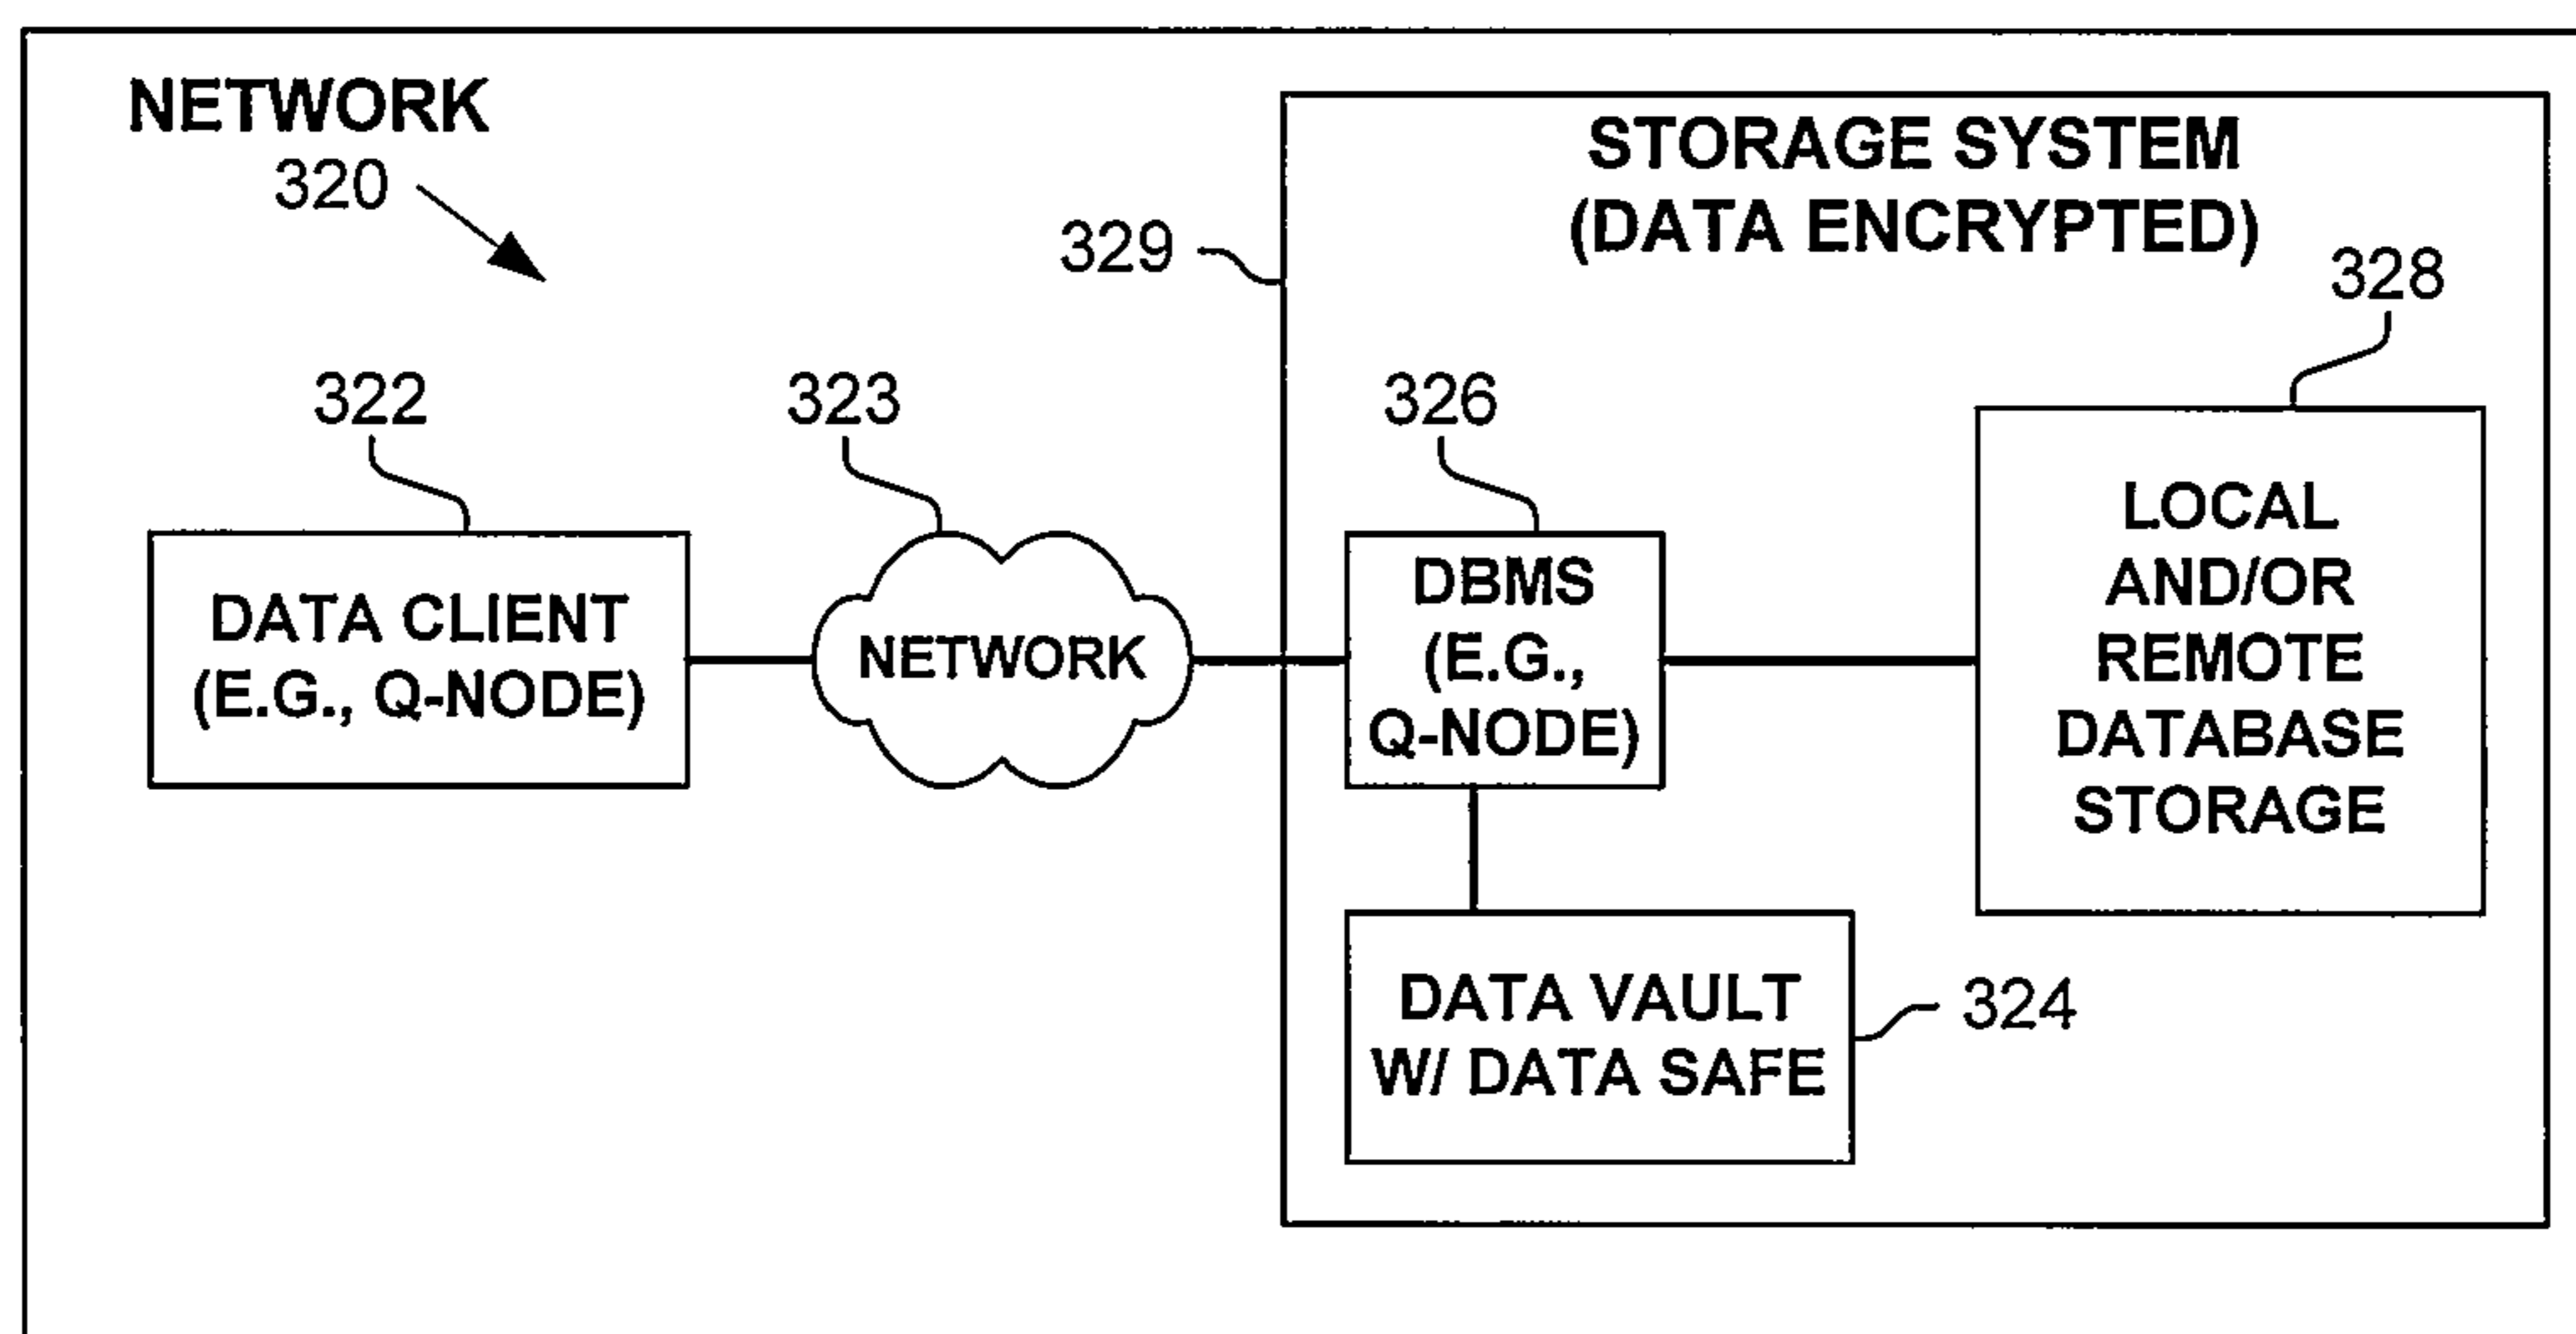 NETWORK
320
STORAGE SYSTEM
(DATA ENCRYPTED)
329
328
322
323
326
DATA CLIENT
(E.G., Q-NODE)
NETWORK
DBMS
(E.G.,
Q-NODE)
LOCAL
AND/OR
REMOTE
DATABASE
STORAGE
DATA VAULT
W/ DATA SAFE
324